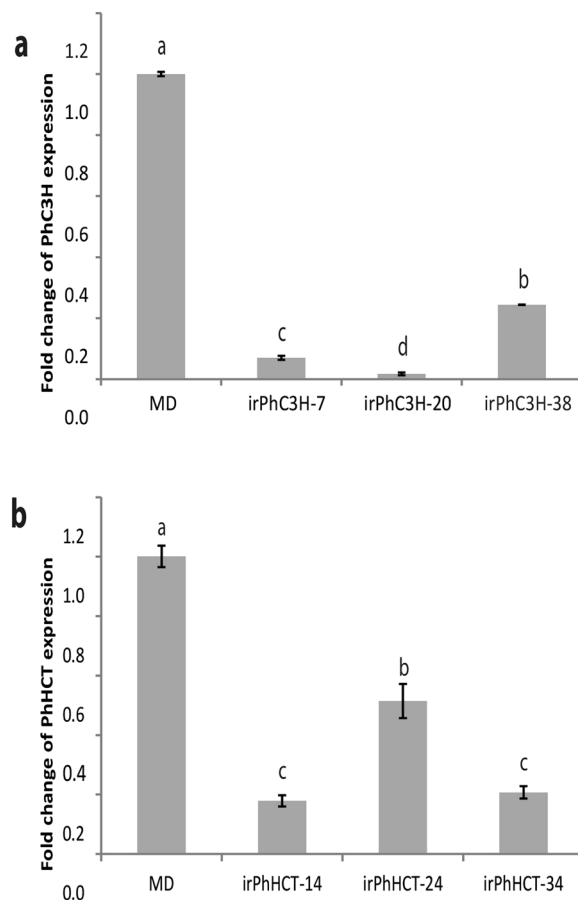 a
Fold change of PhC3H expression
1.2
1.0
0.8
0.6
0.4
0.2
0.0
a
c
d
b
MD
irPhC3H-7
irPhC3H-20
irPhC3H-38
b
Fold change of PhHCT expression
1.2
1.0
0.8
0.6
0.4
0.2
0.0
a
c
b
c
MD
irPhHCT-14
irPhHCT-24
irPhHCT-34